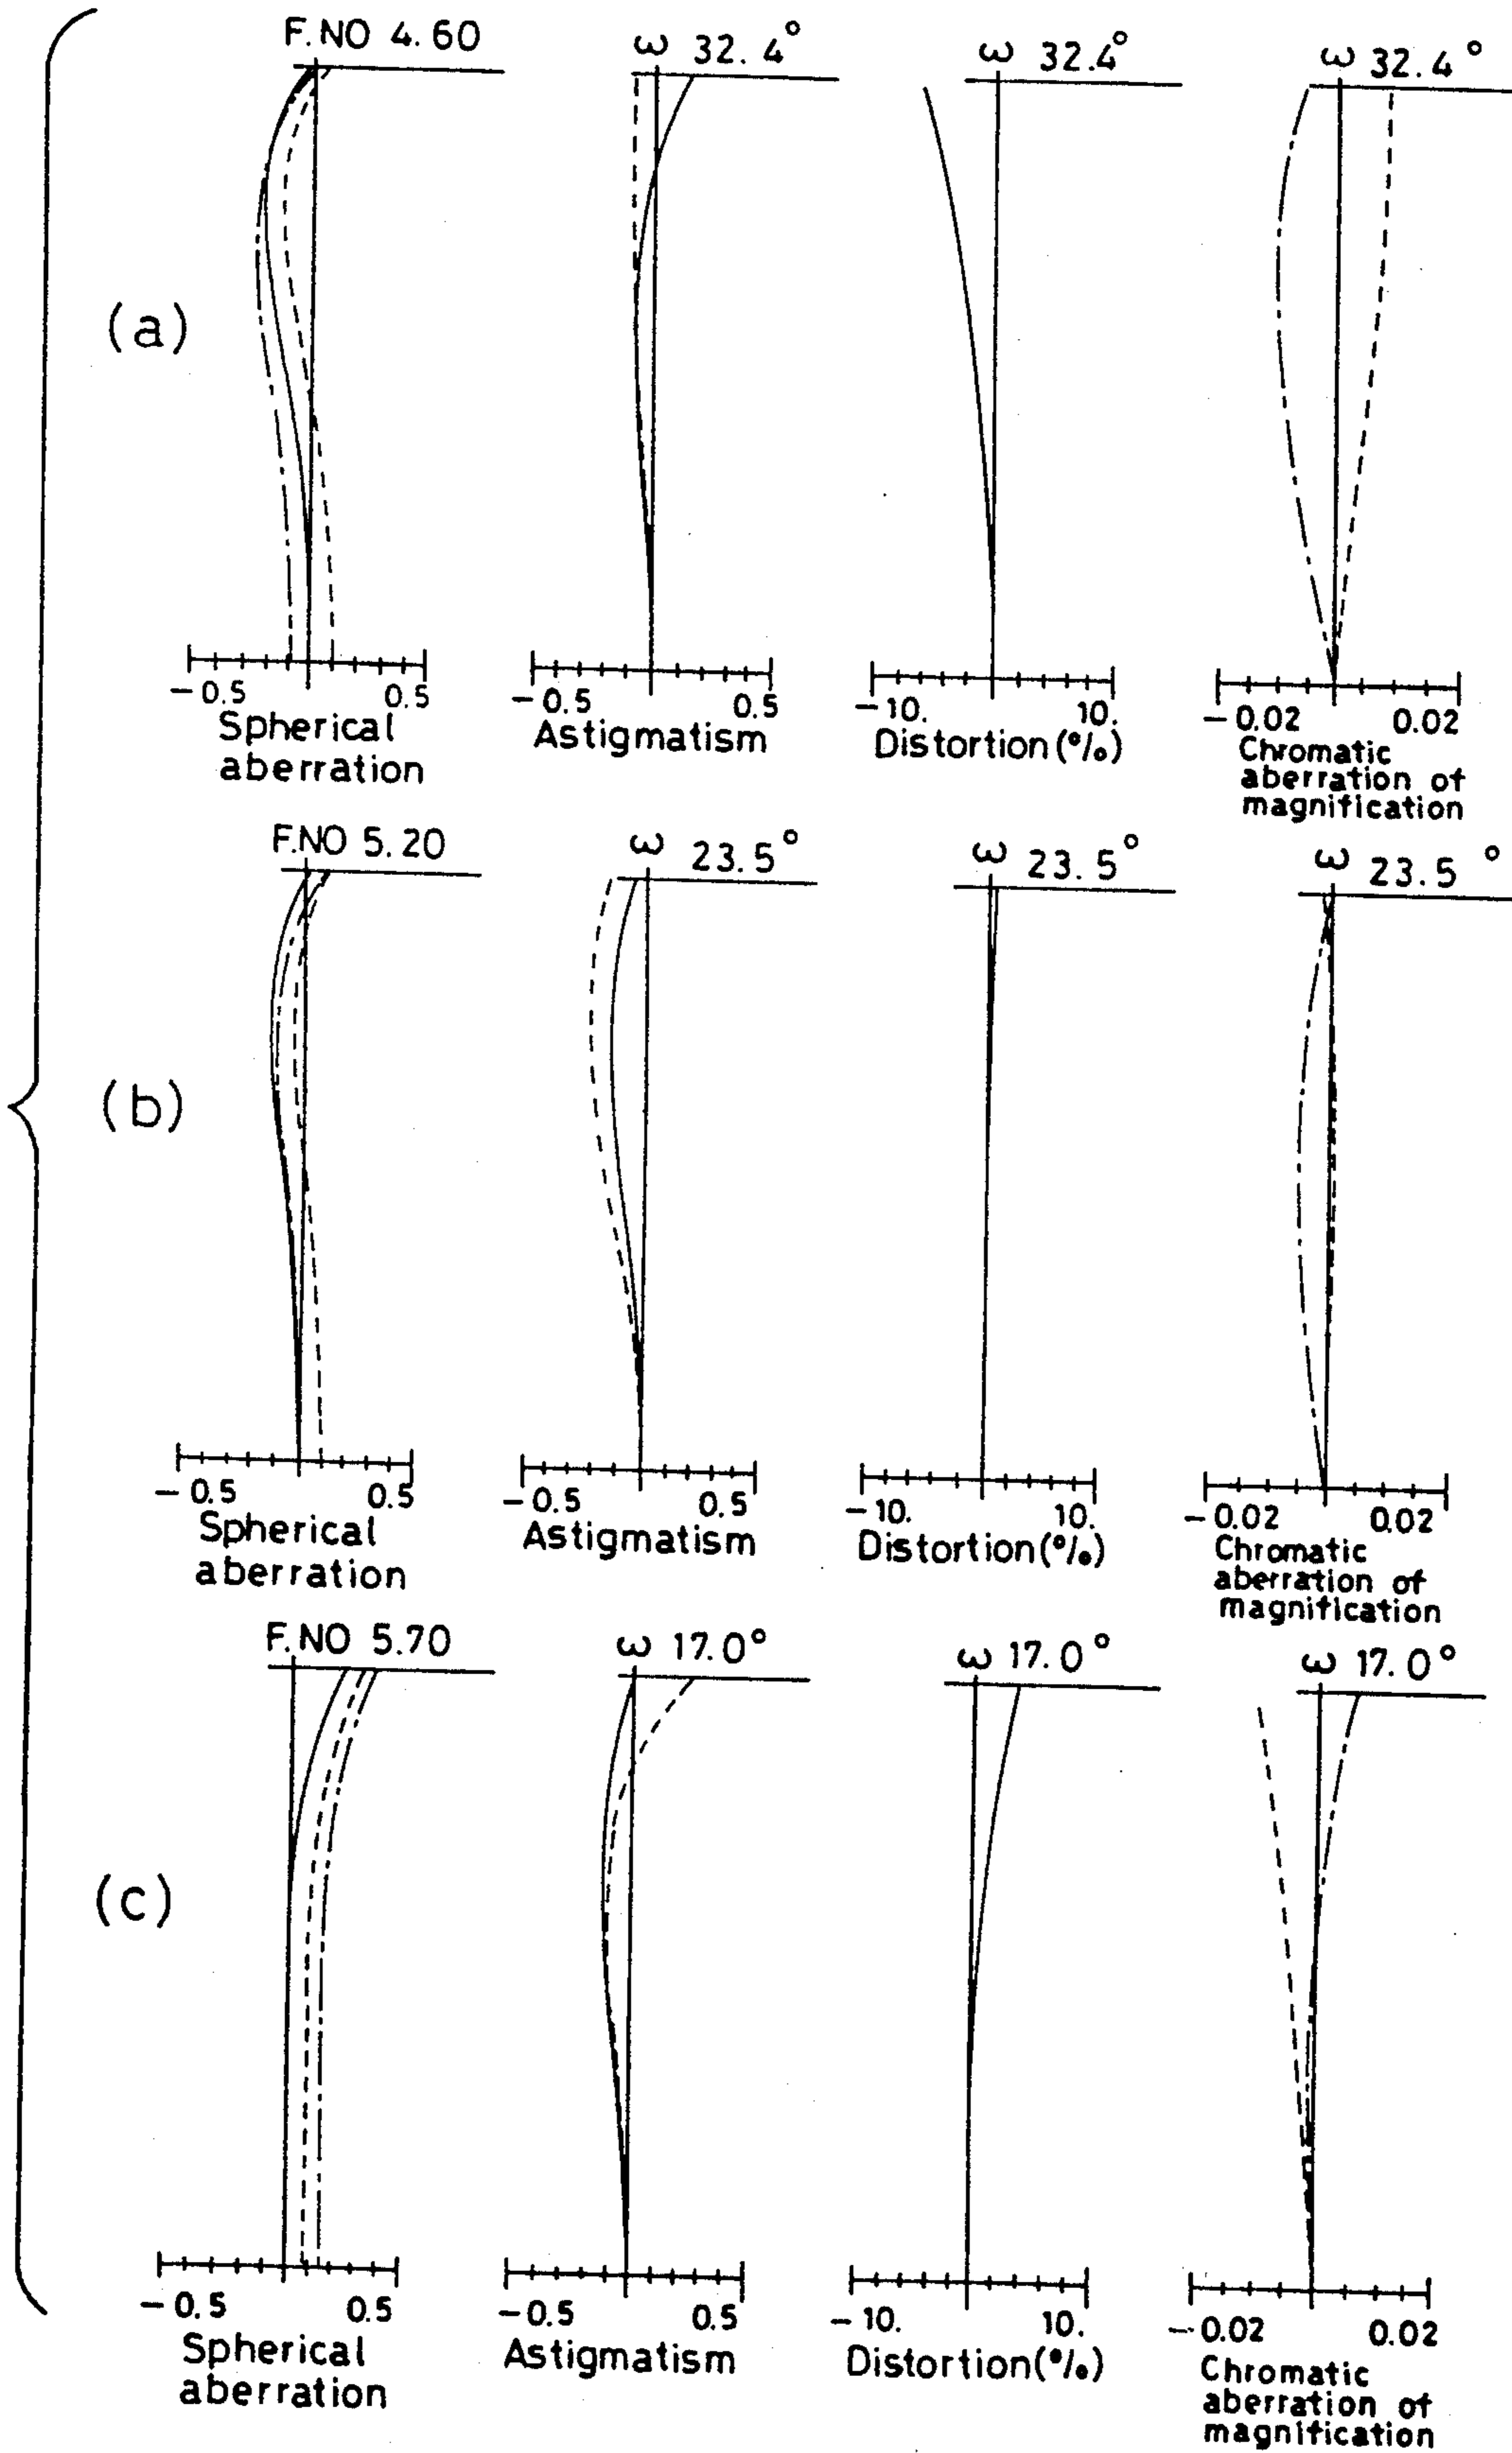 F.NO 4.60
ω 32.4°
ω 32.4°
ω 32.4°
(a)
-0.5 0.5
Spherical
aberration
-0.5 0.5
Astigmatism
-10. 10.
Distortion(%)
-0.02 0.02
Chromatic
aberration of
magnification
F.NO 5.20
ω 23.5°
ω 23.5°
ω 23.5°
(b)
-0.5 0.5
Spherical
aberration
-0.5 0.5
Astigmatism
-10. 10.
Distortion(%)
-0.02 0.02
Chromatic
aberration of
magnification
F.NO 5.70
ω 17.0°
ω 17.0°
ω 17.0°
(c)
-0.5 0.5
Spherical
aberration
-0.5 0.5
Astigmatism
-10. 10.
Distortion(%)
-0.02 0.02
Chromatic
aberration of
magnification